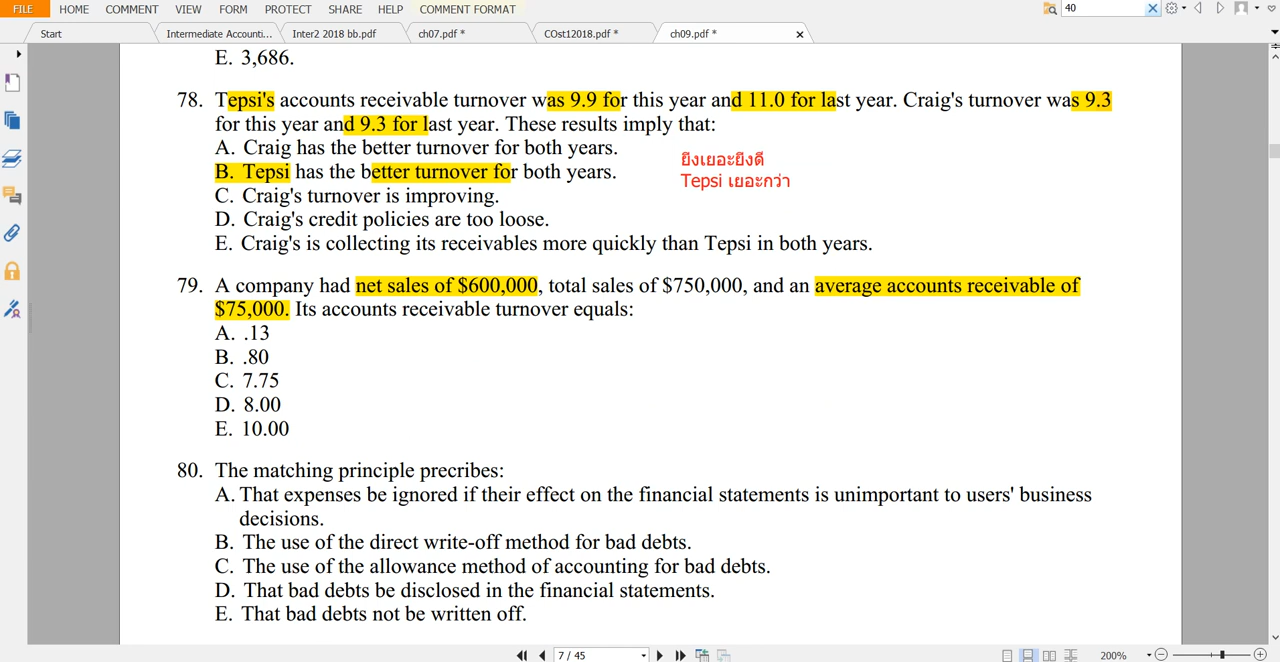 FILE HOME COMMENT VIEW FORM PROTECT SHARE HELP COMMENT FORMAT 40
Start Intermediate Accounti... Inter2 2018 bb.pdf ch07.pdf * COst12018.pdf * ch09.pdf *
E. 3,686.
78. Tepsi's accounts receivable turnover was 9.9 for this year and 11.0 for last year. Craig's turnover was 9.3
for this year and 9.3 for last year. These results imply that:
A. Craig has the better turnover for both years.
B. Tepsi has the better turnover for both years.
C. Craig's turnover is improving.
D. Craig's credit policies are too loose.
E. Craig's is collecting its receivables more quickly than Tepsi in both years.
ยิ่งเยอะยิ่งดี
Tepsi เยอะกว่า
79. A company had net sales of $600,000, total sales of $750,000, and an average accounts receivable of
$75,000. Its accounts receivable turnover equals:
A. .13
B. .80
C. 7.75
D. 8.00
E. 10.00
80. The matching principle precribes:
A. That expenses be ignored if their effect on the financial statements is unimportant to users' business
decisions.
B. The use of the direct write-off method for bad debts.
C. The use of the allowance method of accounting for bad debts.
D. That bad debts be disclosed in the financial statements.
E. That bad debts not be written off.
7 / 45 200%